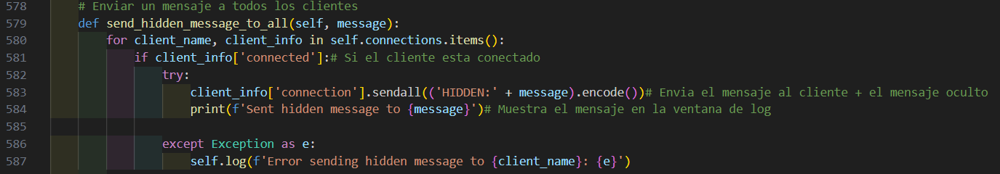 578 # Enviar un mensaje a todos los clientes
579 def send_hidden_message_to_all(self, message):
580 for client_name, client_info in self.connections.items():
581 if client_info['connected']:# Si el cliente esta conectado
582 try:
583 client_info['connection'].sendall(('HIDDEN:' + message).encode())# Envia el mensaje al cliente + el mensaje oculto
584 print(f'Sent hidden message to {message}')# Muestra el mensaje en la ventana de log
585
586 except Exception as e:
587 self.log(f'Error sending hidden message to {client_name}: {e}')